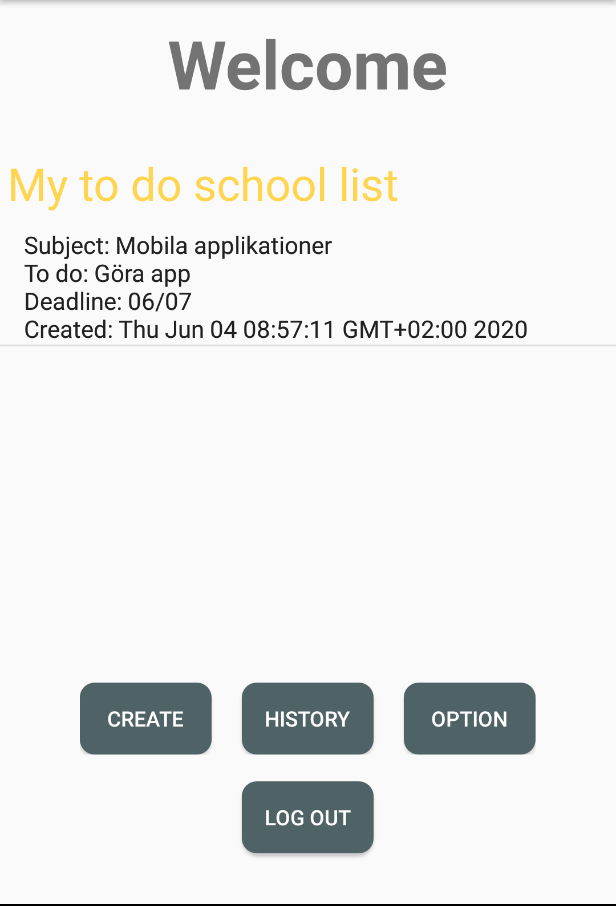 Welcome
My to do school list
Subject: Mobila applikationer
To do: Göra app
Deadline: 06/07
Created: Thu Jun 04 08:57:11 GMT+02:00 2020
CREATE
HISTORY
OPTION
LOG OUT